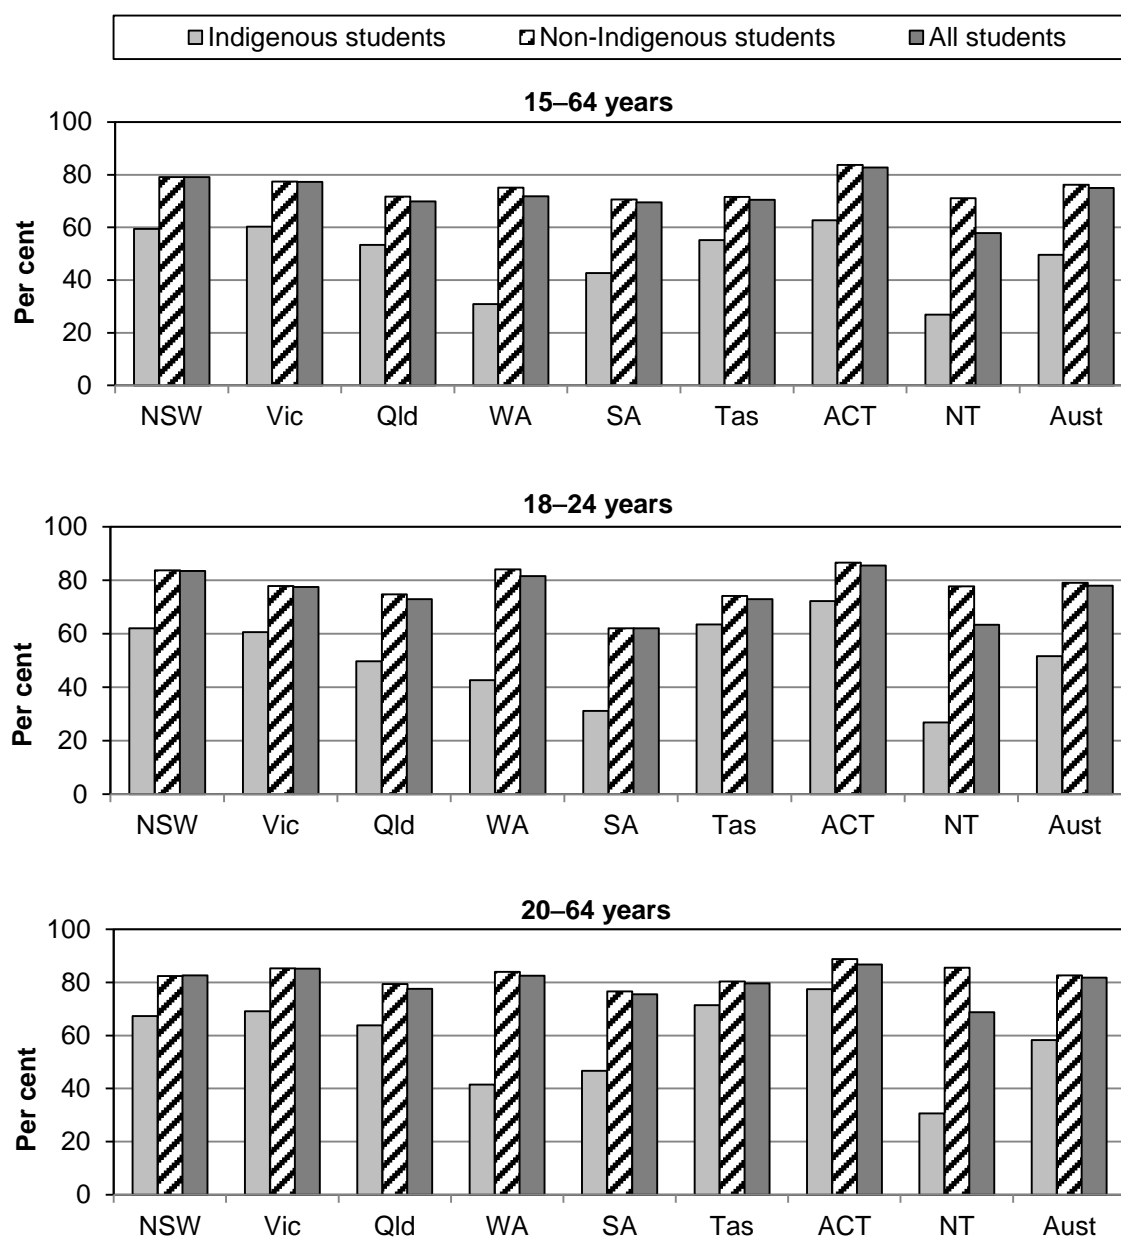 Indigenous students Non-Indigenous students All students
15–64 years
100
80
60
40
20
0
Per cent
NSW Vic Qld WA SA Tas ACT NT Aust
18–24 years
100
80
60
40
20
0
Per cent
NSW Vic Qld WA SA Tas ACT NT Aust
20–64 years
100
80
60
40
20
0
Per cent
NSW Vic Qld WA SA Tas ACT NT Aust